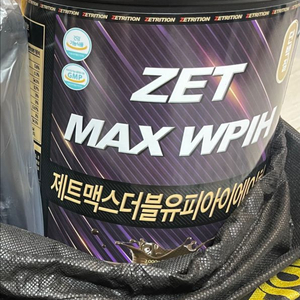 ZETRITION ZETRITION ZETRITION ZETRITION
GMP
ZET
MAX WPIH
제트맥스더블유피아이에이